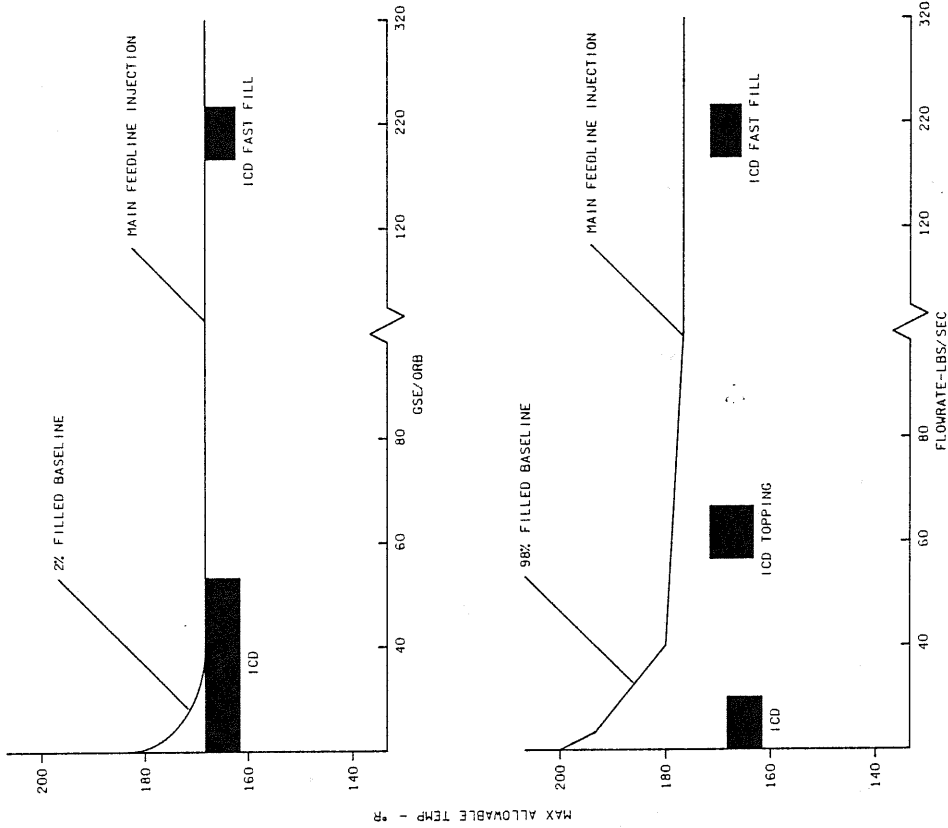 MAX ALLOWABLE TEMP - °R
200
180
160
140
2% FILLED BASELINE
MAIN FEEDLINE INJECTION
ICD
ICD FAST FILL
40
60
80
120
220
320
GSE/ORB
200
180
160
140
98% FILLED BASELINE
MAIN FEEDLINE INJECTION
ICD
ICD TOPPING
ICD FAST FILL
40
60
80
120
220
320
FLOWRATE-LBS/SEC